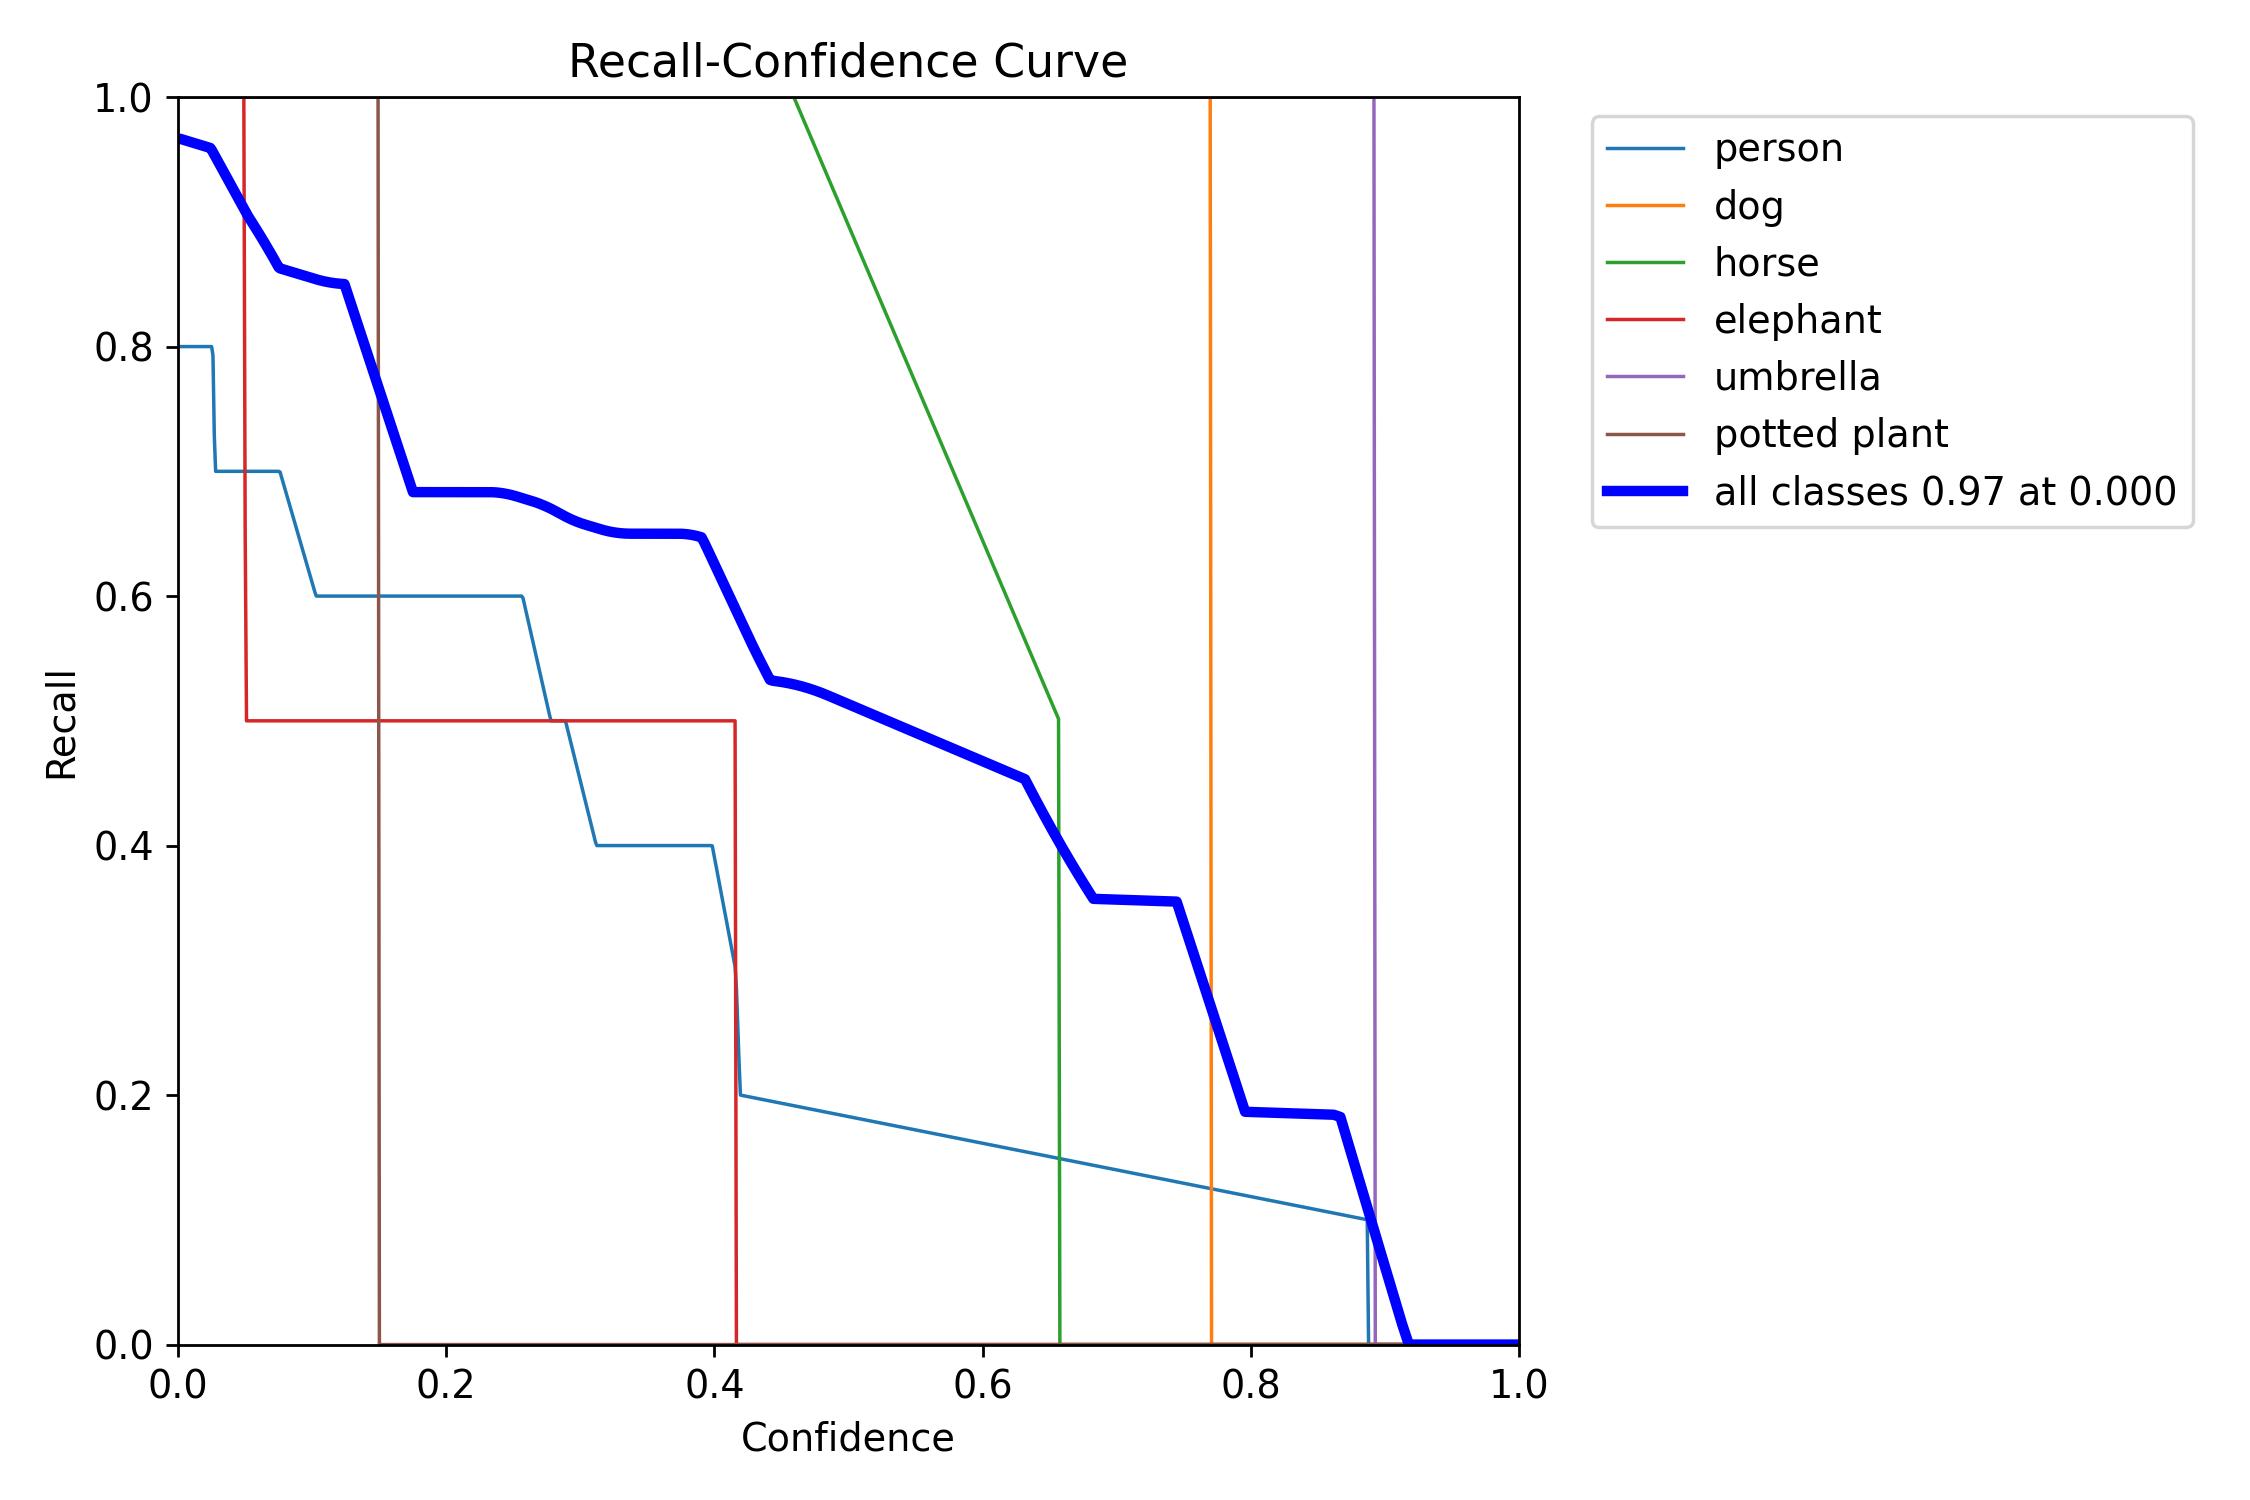 Recall-Confidence Curve
1.0
0.8
0.6
0.4
0.2
0.0
Recall
0.0 0.2 0.4 0.6 0.8 1.0
Confidence
person
dog
horse
elephant
umbrella
potted plant
all classes 0.97 at 0.000